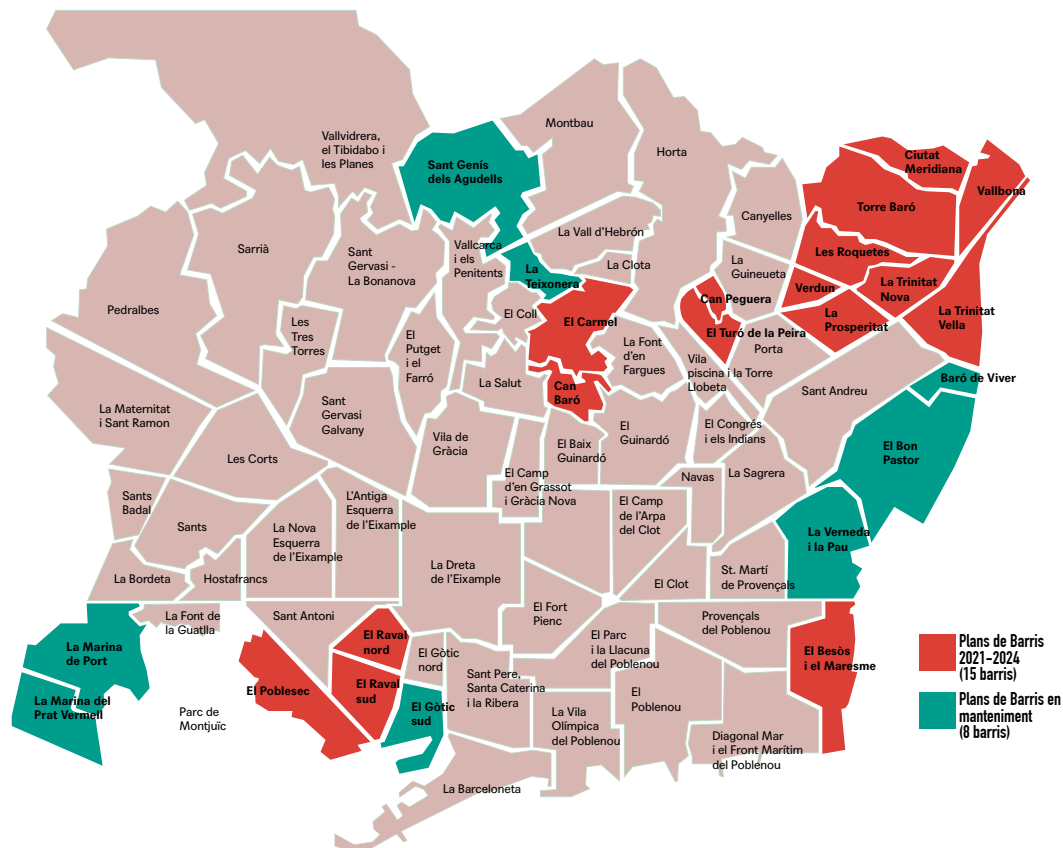 Montbau
Vallvidrera,
el Tibidabo i
les Planes
Sant Genís
dels Agudells
Horta
Ciutat
Meridiana
Vallbona
Torre Baró
Canyelles
La Vall d'Hebrón
Vallcarca
i els
Penitents
Sarrià
Sant
Gervasi -
La Bonanova
La Clota
La
Teixonera
La
Guineueta
Les Roquetes
Verdun
La Trinitat
Nova
Can Peguera
Pedralbes
El Coll
El Carmel
La
Prosperitat
La Trinitat
Vella
Les
Tres
Torres
El
Putget
i el
Farró
La Font
d'en
Fargues
El Turó de la Peira
Porta
Vila
piscina i la Torre
Llobeta
La Salut
Can
Baró
Sant Andreu
Baró de Viver
La Maternitat
i Sant Ramon
Sant
Gervasi
Galvany
Vila de
Gràcia
El Baix
Guinardó
El
Guinardó
El Congrés
i els Indians
El Bon
Pastor
Les Corts
El Camp
d'en Grassot
i Gràcia Nova
Navas
La Sagrera
Sants
Badal
Sants
La Nova
Esquerra
de l'Eixample
L'Antiga
Esquerra
de l'Eixample
El Camp
de l'Arpa
del Clot
La Verneda
i la Pau
La Dreta
de l'Eixample
El Clot
St. Martí
de Provençals
La Bordeta
Hostafrancs
La Font de
la Guatlla
Sant Antoni
El Fort
Pienc
Provençals
del Poblenou
El Raval
nord
El Gòtic
nord
El Parc
i la Llacuna
del Poblenou
El Besòs
i el Maresme
La Marina
de Port
El Poblesec
El Raval
sud
Sant Pere,
Santa Caterina
i la Ribera
El
Poblenou
La Marina del
Prat Vermell
Parc de
Montjuïc
El Gòtic
sud
La Vila
Olímpica
del Poblenou
Diagonal Mar
i el Front Marítim
del Poblenou
La Barceloneta
Plans de Barris
2021-2024
(15 barris)
Plans de Barris en
manteniment
(8 barris)